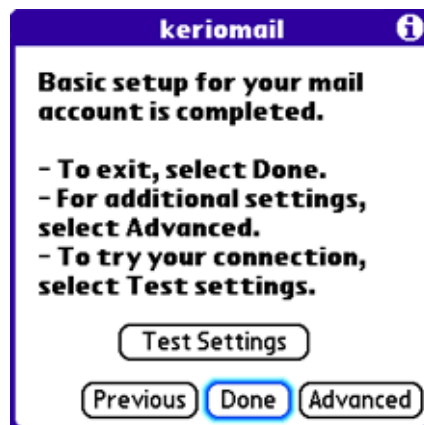 keriomail
Basic setup for your mail
account is completed.
- To exit, select Done.
- For additional settings,
select Advanced.
- To try your connection,
select Test settings.
Test Settings
Previous Done Advanced